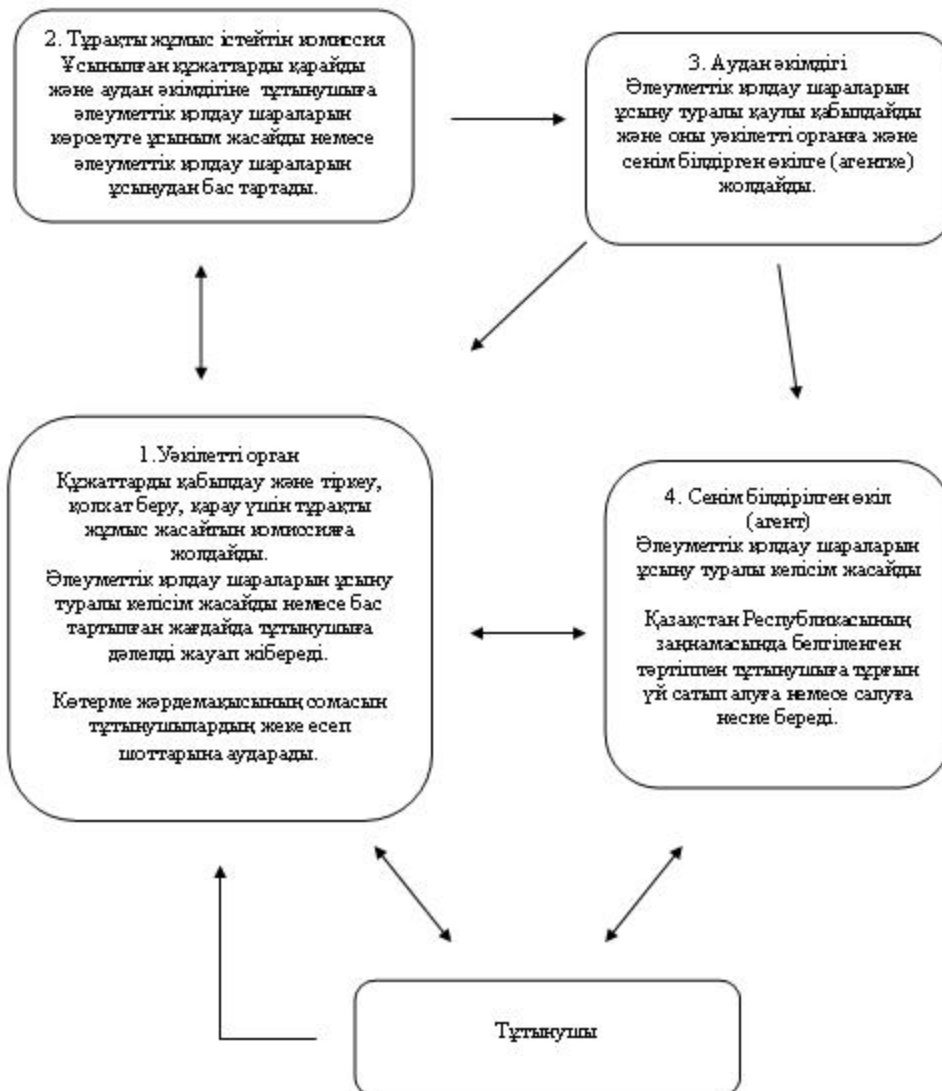 2. Тұрақты жұмыс істейтін комиссия
Ұсынылған құжаттарды қарайды
және аудан әкімдігіне тұтынушыға
әлеуметтік қолдау шараларын
көрсетуге ұсыным жасайды немесе
әлеуметтік қолдау шараларын
ұсынудан бас тартады.
3. Аудан әкімдігі
Әлеуметтік қолдау шараларын
ұсыну туралы қаулы қабылдайды
және оны уәкілетті органға және
сенім білдірген өкілге (агентке)
жолдайды.
1.Уәкілетті орган
Құжаттарды қабылдау және тіркеу,
қолхат беру, қарау үшін тұрақты
жұмыс жасайтын комиссияға
жолдайды.
Әлеуметтік қолдау шараларын ұсыну
туралы келісім жасайды немесе бас
тартылған жағдайда тұтынушыға
дәлелді жауап жібереді.
Көтерме жәрдемақысының сомасын
тұтынушылардың жеке есеп
шоттарына аударады.
4. Сенім білдірілген өкіл
(агент)
Әлеуметтік қолдау шараларын
ұсыну туралы келісім жасайды
Қазақстан Республикасының
заңнамасында белгіленген
тәртіппен тұтынушыға тұрғын
үй сатып алуға немесе салуға
несие береді.
Тұтынушы